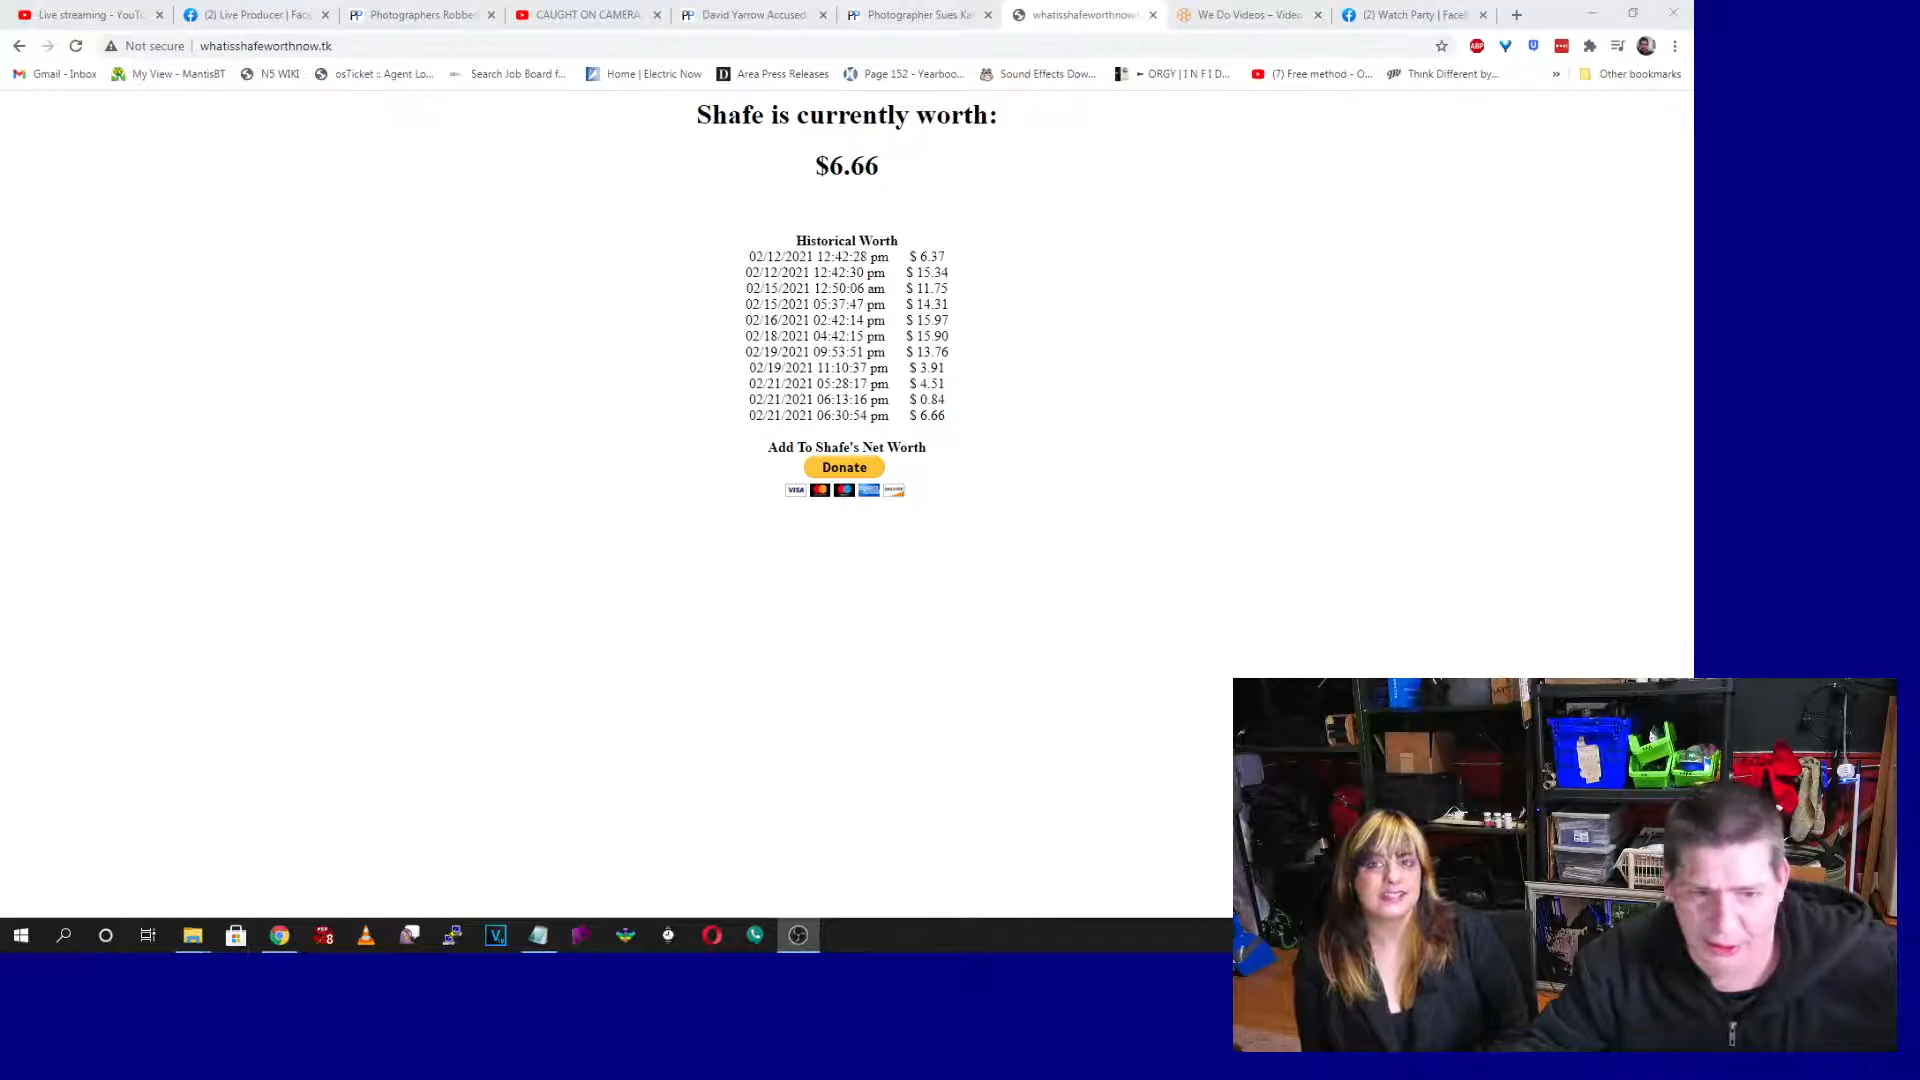 Live streaming - YouTu
(2) Live Producer | Face
Photographers Robbe
CAUGHT ON CAMERA
David Yarrow Accused
Photographer Sues Ka
whatisshafeworthnow
We Do Videos – Video
(2) Watch Party | Faceb
Not secure
whatisshafeworthnow.tk
ABP
Gmail - Inbox
My View - MantisBT
N5 WIKI
osTicket :: Agent Lo...
Search Job Board f...
Home | Electric Now
Area Press Releases
Page 152 - Yearboo...
Sound Effects Dow...
ORGY | I N F I D...
(7) Free method - O...
Think Different by...
»
Other bookmarks
Shafe is currently worth:
$6.66
Historical Worth
02/12/2021 12:42:28 pm $ 6.37
02/12/2021 12:42:30 pm $ 15.34
02/15/2021 12:50:06 am $ 11.75
02/15/2021 05:37:47 pm $ 14.31
02/16/2021 02:42:14 pm $ 15.97
02/18/2021 04:42:15 pm $ 15.90
02/19/2021 09:53:51 pm $ 13.76
02/19/2021 11:10:37 pm $ 3.91
02/21/2021 05:28:17 pm $ 4.51
02/21/2021 06:13:16 pm $ 0.84
02/21/2021 06:30:54 pm $ 6.66
Add To Shafe's Net Worth
Donate
VISA